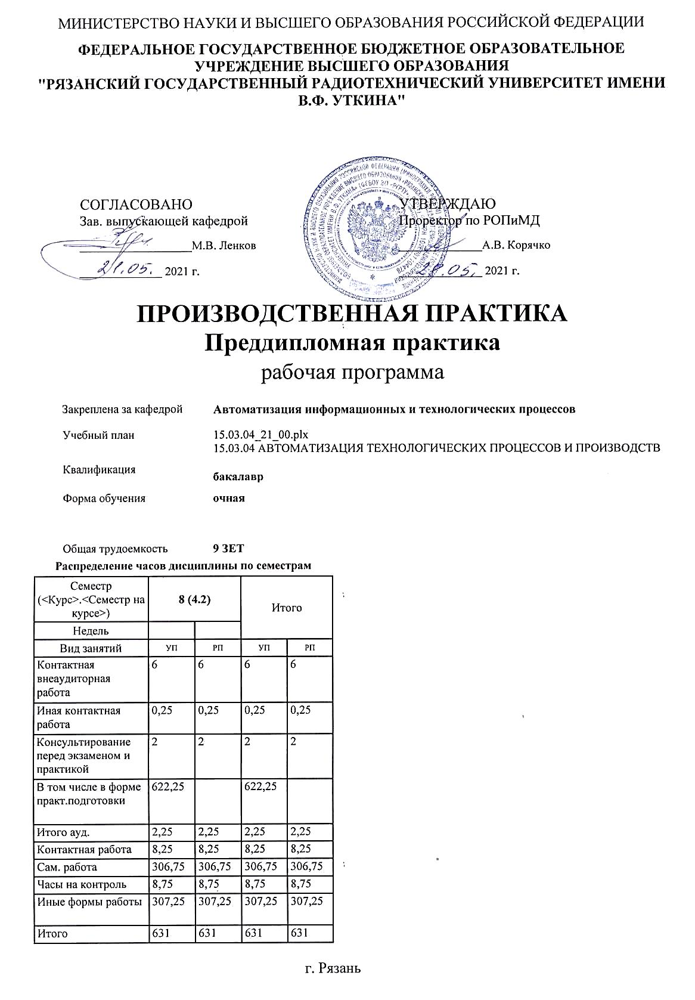 МИНИСТЕРСТВО НАУКИ И ВЫСШЕГО ОБРАЗОВАНИЯ РОССИЙСКОЙ ФЕДЕРАЦИИ
ФЕДЕРАЛЬНОЕ ГОСУДАРСТВЕННОЕ БЮДЖЕТНОЕ ОБРАЗОВАТЕЛЬНОЕ
УЧРЕЖДЕНИЕ ВЫСШЕГО ОБРАЗОВАНИЯ
"РЯЗАНСКИЙ ГОСУДАРСТВЕННЫЙ РАДИОТЕХНИЧЕСКИЙ УНИВЕРСИТЕТ ИМЕНИ
В.Ф. УТКИНА"
СОГЛАСОВАНО
Зав. выпускающей кафедрой
М.В. Ленков
21.05. 2021 г.
УТВЕРЖДАЮ
Проректор по РОПиМД
А.В. Корячко
28.05, 2021 г.
ПРОИЗВОДСТВЕННАЯ ПРАКТИКА
Преддипломная практика
рабочая программа
Закреплена за кафедрой Автоматизация информационных и технологических процессов
Учебный план 15.03.04_21_00.plx
15.03.04 АВТОМАТИЗАЦИЯ ТЕХНОЛОГИЧЕСКИХ ПРОЦЕССОВ И ПРОИЗВОДСТВ
Квалификация бакалавр
Форма обучения очная
Общая трудоемкость 9 ЗЕТ
Распределение часов дисциплины по семестрам
Семестр
(<Курс>.<Семестр на
курсе>)
8 (4.2)
Итого
Недель
Вид занятий УП РП УП РП
Контактная
внеаудиторная
работа
6 6 6 6
Иная контактная
работа
0,25 0,25 0,25 0,25
Консультирование
перед экзаменом и
практикой
2 2 2 2
В том числе в форме
практ.подготовки
622,25 622,25
Итого ауд. 2,25 2,25 2,25 2,25
Контактная работа 8,25 8,25 8,25 8,25
Сам. работа 306,75 306,75 306,75 306,75
Часы на контроль 8,75 8,75 8,75 8,75
Иные формы работы 307,25 307,25 307,25 307,25
Итого 631 631 631 631
г. Рязань